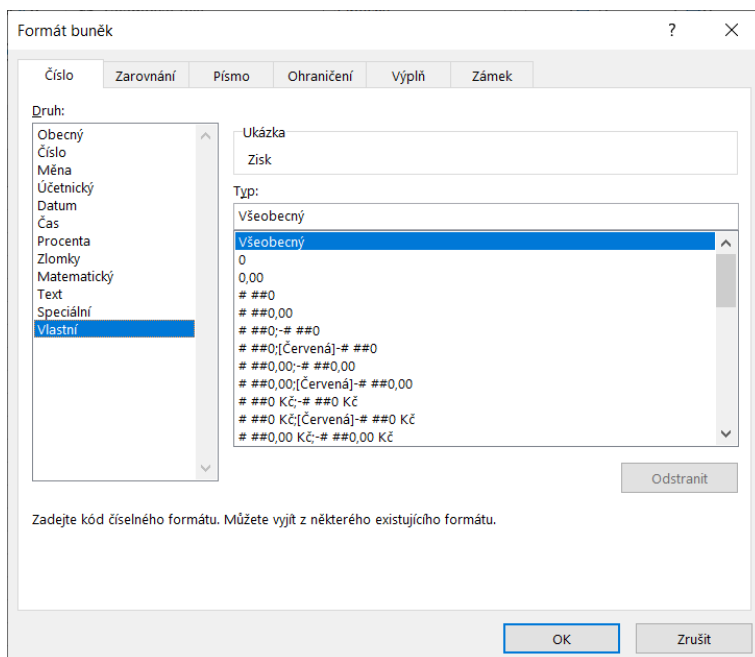 Formát buněk
? ×
Číslo Zarovnání Písmo Ohraničení Výplň Zámek
Druh:
Obecný
Číslo
Měna
Účetnický
Datum
Čas
Procenta
Zlomky
Matematický
Text
Speciální
Vlastní
Ukázka
Zisk
Typ:
Všeobecný
Všeobecný
0
0,00
# ##0
# ##0,00
# ##0;-# ##0
# ##0;[Červená]-# ##0
# ##0,00;-# ##0,00
# ##0,00;[Červená]-# ##0,00
# ##0 Kč;-# ##0 Kč
# ##0 Kč;[Červená]-# ##0 Kč
# ##0,00 Kč;-# ##0,00 Kč
Odstranit
Zadejte kód číselného formátu. Můžete vyjít z některého existujícího formátu.
OK Zrušit